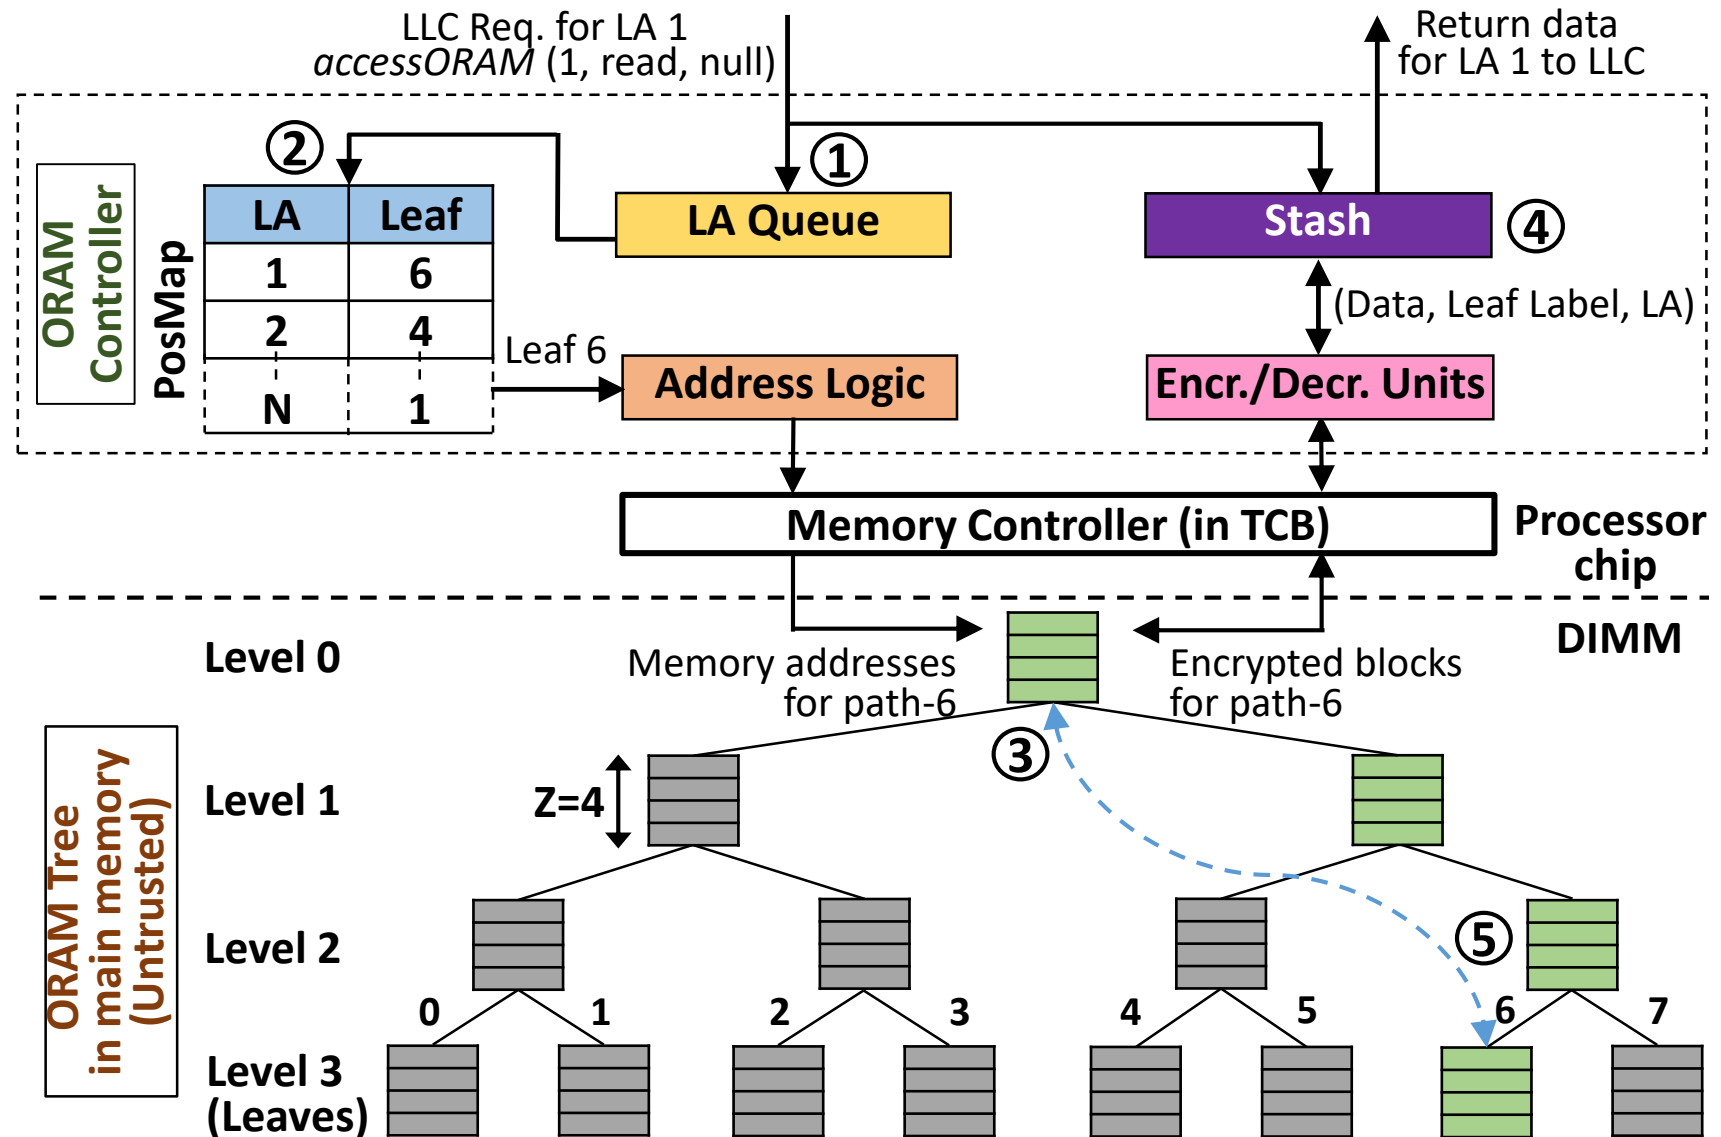 LLC Req. for LA 1
accessORAM (1, read, null)
Return data
for LA 1 to LLC
ORAM
Controller
PosMap
2
1
LA Leaf
1 6
2 4
N 1
LA Queue
Stash
4
(Data, Leaf Label, LA)
Leaf 6
Address Logic
Encr./Decr. Units
Memory Controller (in TCB)
Processor
chip
DIMM
Level 0
Memory addresses
for path-6
Encrypted blocks
for path-6
3
ORAM Tree
in main memory
(Untrusted)
Level 1
Z=4
Level 2
5
0 1 2 3 4 5 6 7
Level 3
(Leaves)